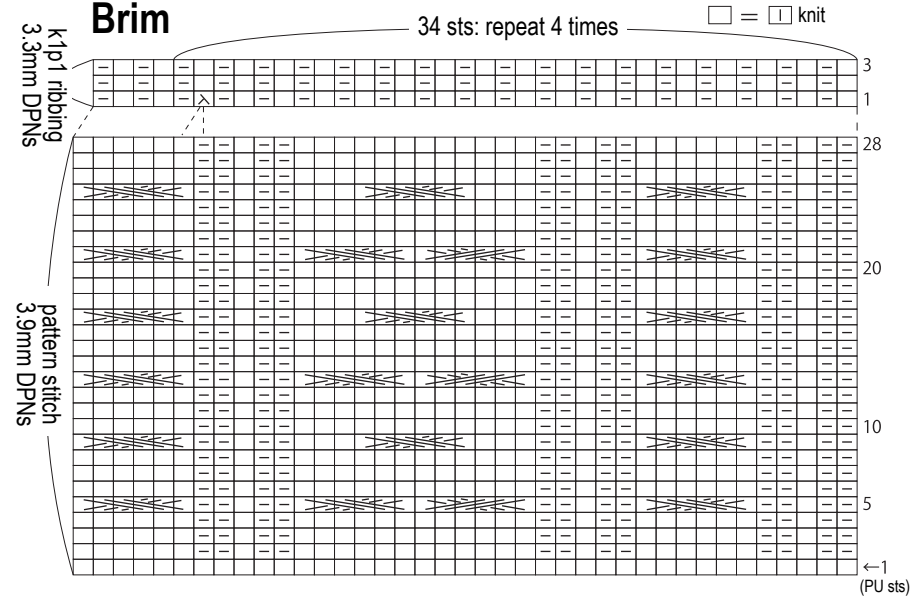 Brim
34 sts: repeat 4 times
□ = | knit
k1p1 ribbing
3.3mm DPNs
3
1
28
20
10
5
←1
(PU sts)
pattern stitch
3.9mm DPNs